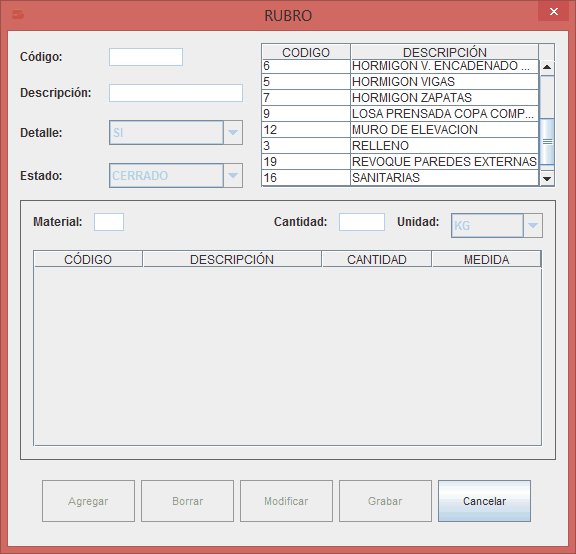 RUBRO
Código:
Descripción:
Detalle: SI
Estado: CERRADO
CODIGO DESCRIPCIÓN
6 HORMIGON V. ENCADENADO ...
5 HORMIGON VIGAS
7 HORMIGON ZAPATAS
9 LOSA PRENSADA COPA COMP...
12 MURO DE ELEVACION
3 RELLENO
19 REVOQUE PAREDES EXTERNAS
16 SANITARIAS
Material: Cantidad: Unidad: KG
CÓDIGO DESCRIPCIÓN CANTIDAD MEDIDA
Agregar Borrar Modificar Grabar Cancelar